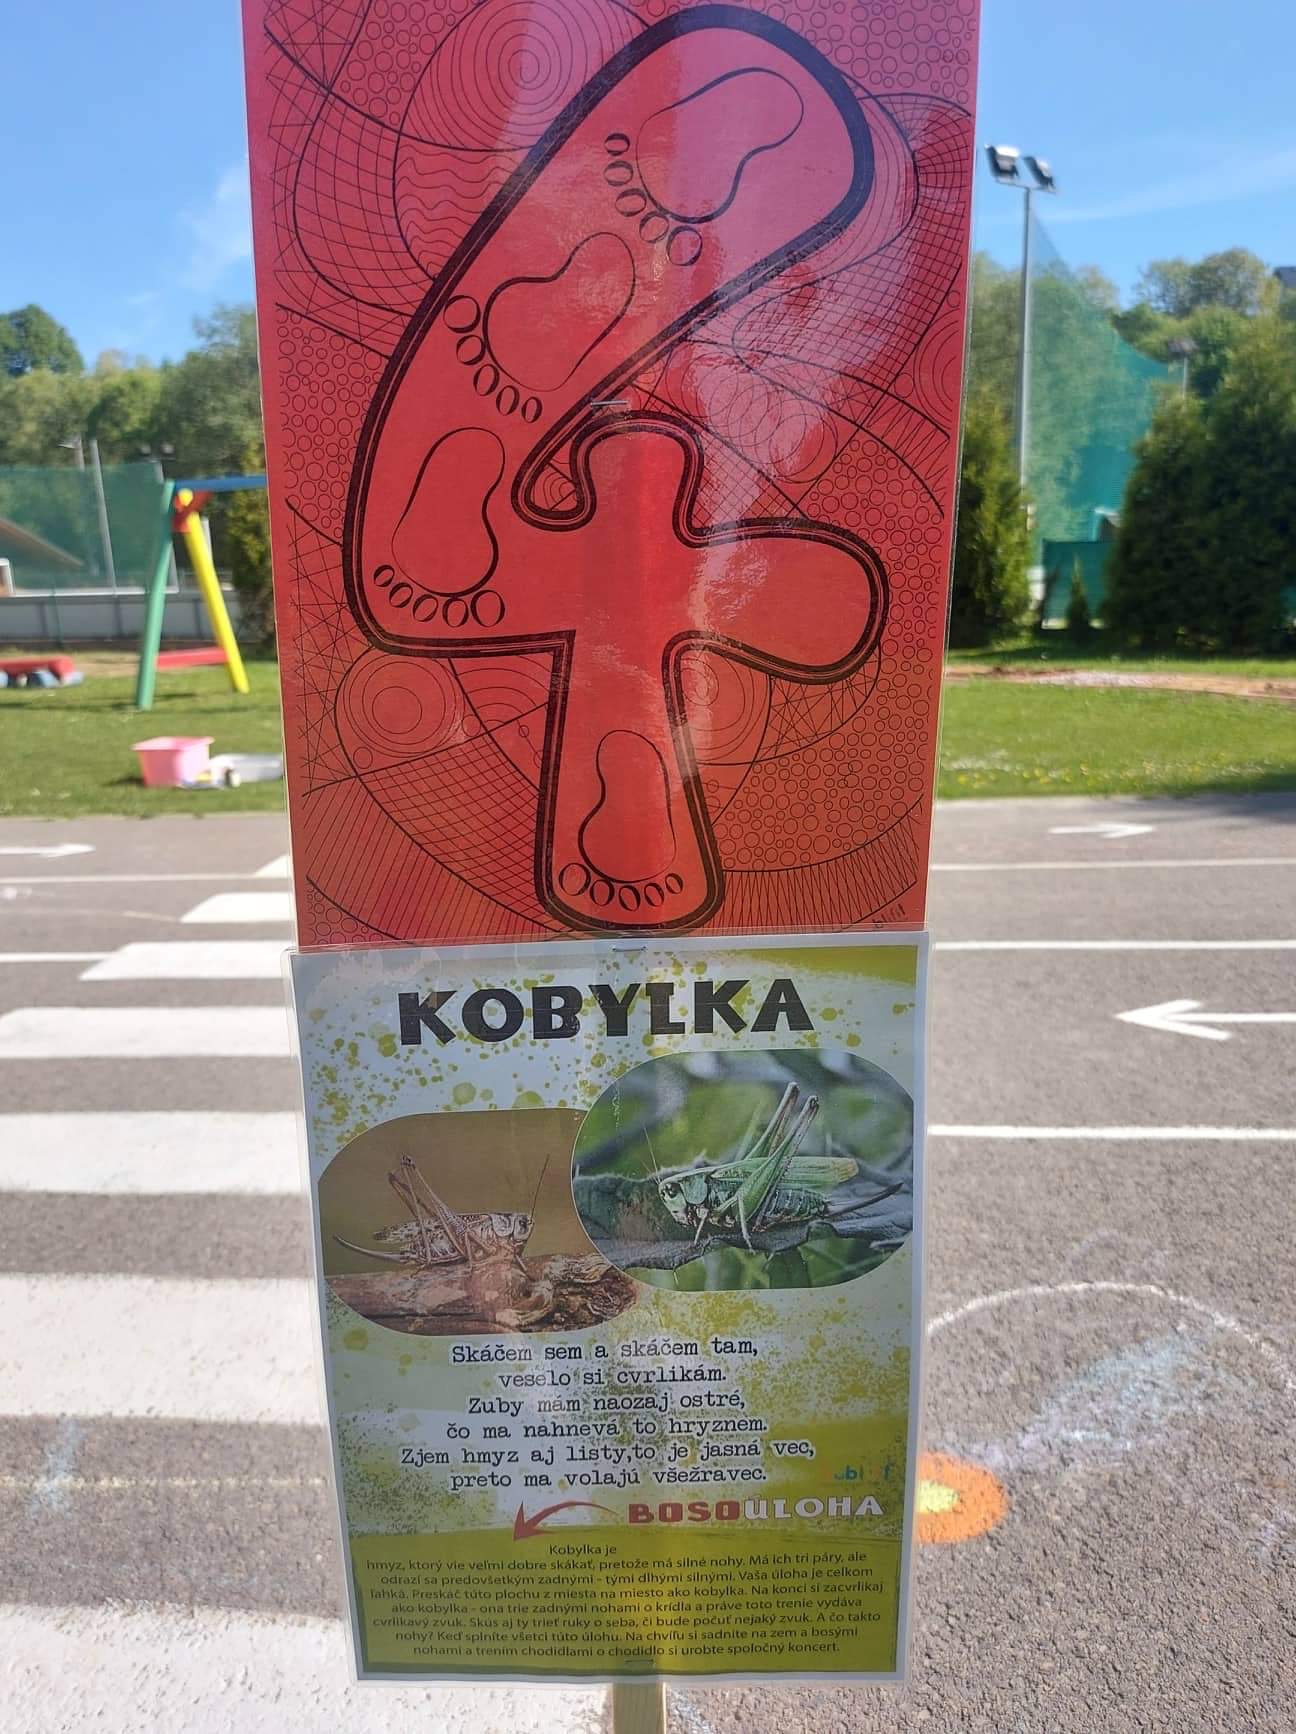 4
KOBYLKA
Skáčem sem a skáčem tam,
veselo si cvrlikám.
Zuby mám naozaj ostré,
čo ma nahnevá to hryznem.
Zjem hmyz aj listy,to je jasná vec,
preto ma volajú všežravec.
BOSOÚLOHA
Kobylka je
hmyz, ktorý vie veľmi dobre skákať, pretože má silné nohy. Má ich tri páry, ale
odrazí sa predovšetkým zadnými - tými dlhými silnými. Vaša úloha je celkom
ľahká. Preskáč túto plochu z miesta na miesto ako kobylka. Na konci si zacvrlikaj
ako kobylka - ona trie zadnými nohami o krídla a práve toto trenie vydáva
cvrlikavý zvuk. Skús aj ty trieť ruky o seba, či bude počuť nejaký zvuk. A čo takto
nohy? Keď splníte všetci túto úlohu. Na chvíľu si sadnite na zem a bosými
nohami a trením chodidlami o chodidlo si urobte spoločný koncert.